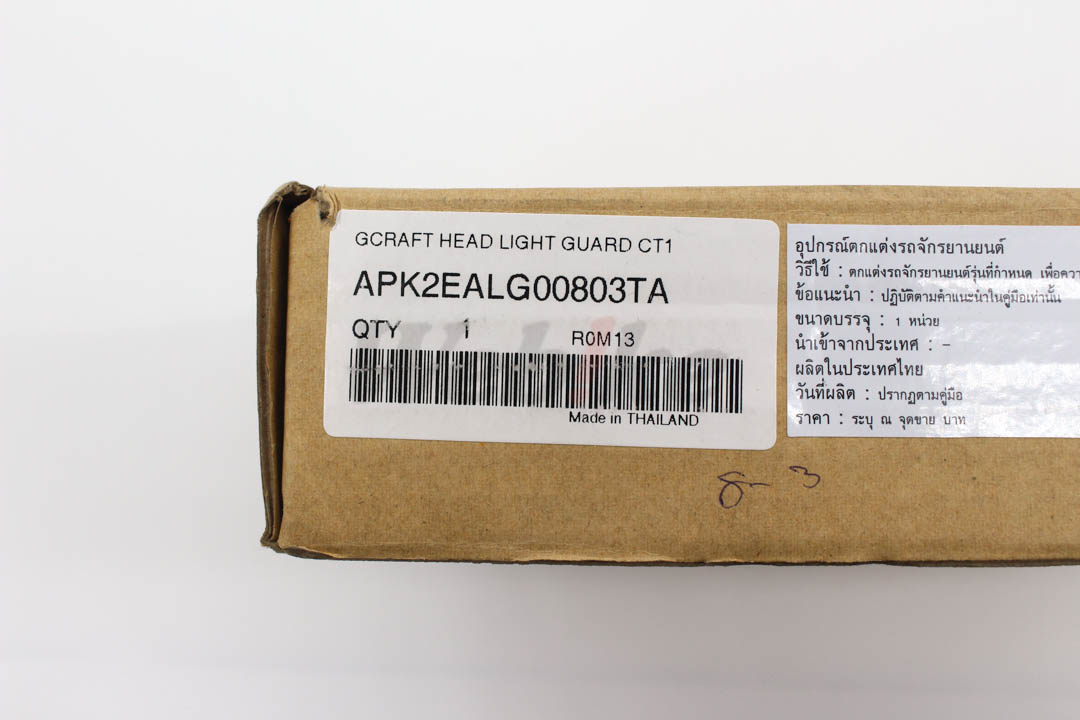 GCRAFT HEAD LIGHT GUARD CT1
APK2EALG00803TA
QTY 1 R0M13
Made in THAILAND
อุปกรณ์ตกแต่งรถจักรยานยนต์
วิธีใช้ : ตกแต่งรถจักรยานยนต์รุ่นที่กำหนด เพื่อควา
ข้อแนะนำ : ปฏิบัติตามคำแนะนำในคู่มือเท่านั้น
ขนาดบรรจุ : 1 หน่วย
นำเข้าจากประเทศ : –
ผลิตในประเทศไทย
วันที่ผลิต : ปรากฏตามคู่มือ
ราคา : ระบุ ณ จุดขาย บาท
8- 3